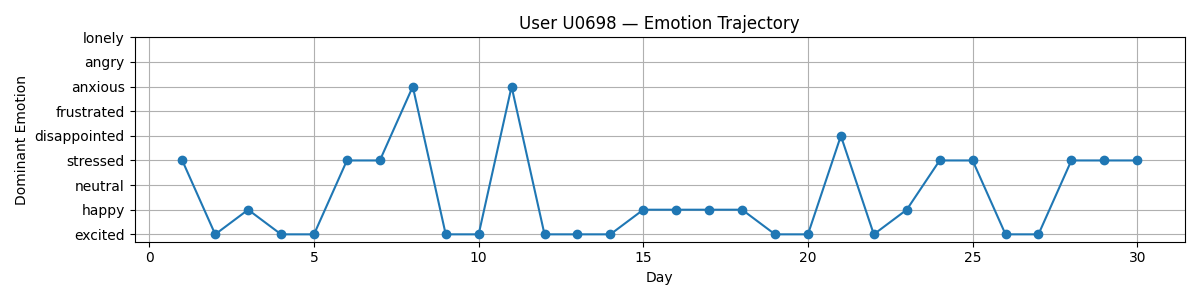 User U0698 — Emotion Trajectory
Dominant Emotion
lonely
angry
anxious
frustrated
disappointed
stressed
neutral
happy
excited
0 5 10 15 20 25 30
Day